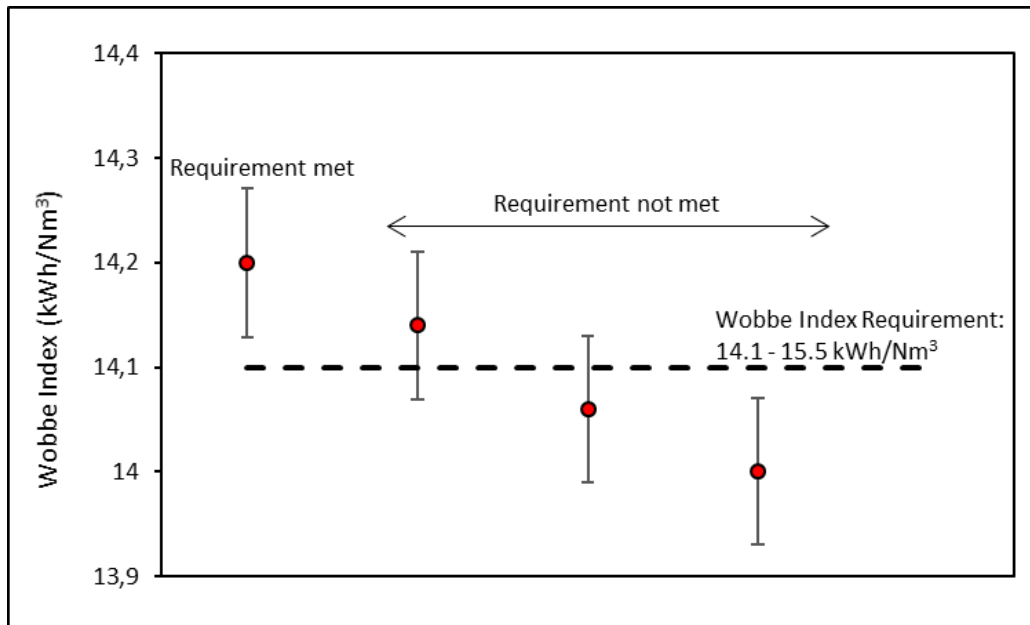 14,4
14,3
Requirement met
Requirement not met
14,2
Wobbe Index Requirement:
14.1 - 15.5 kWh/Nm³
14,1
14
13,9
Wobbe Index (kWh/Nm³)